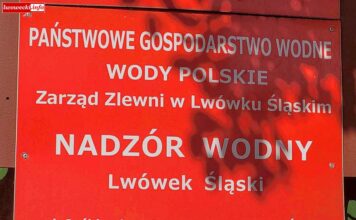 lwowecki.info
PAŃSTWOWE GOSPODARSTWO WODNE
WODY POLSKIE
Zarząd Zlewni w Lwówku Śląskim
NADZÓR WODNY
Lwówek Śląski